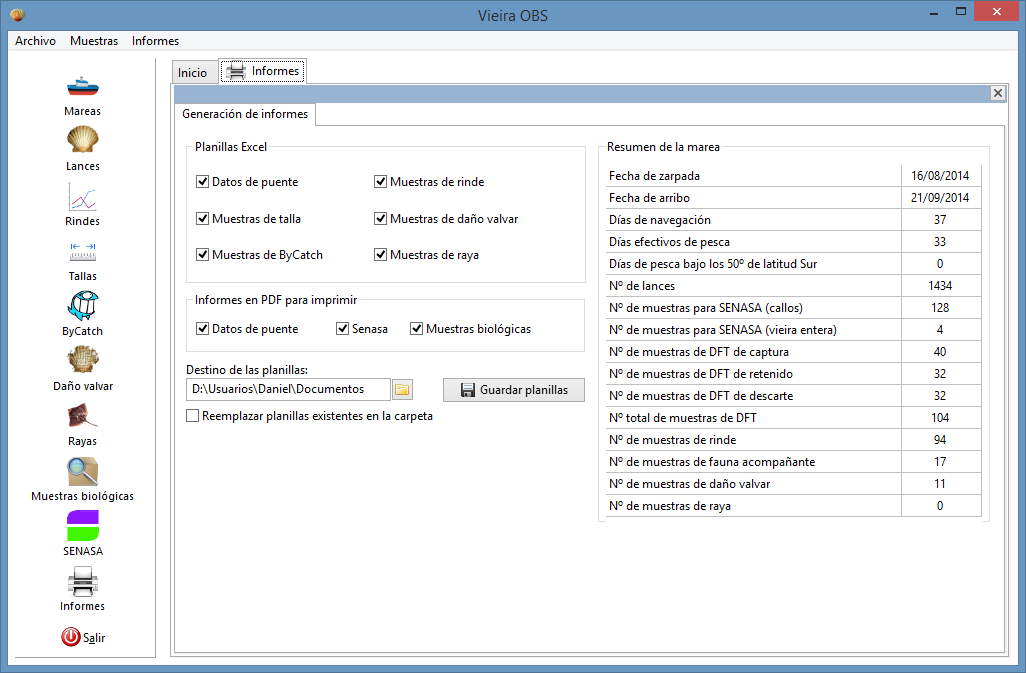 Vieira OBS
Archivo Muestras Informes
Mareas
Lances
Rindes
Tallas
ByCatch
Daño valvar
Rayas
Muestras biológicas
SENASA
Informes
Salir
Inicio Informes
Generación de informes
Planillas Excel
Datos de puente Muestras de rinde
Muestras de talla Muestras de daño valvar
Muestras de ByCatch Muestras de raya
Informes en PDF para imprimir
Datos de puente Senasa Muestras biológicas
Destino de las planillas:
D:\Usuarios\Daniel\Documentos Guardar planillas
Reemplazar planillas existentes en la carpeta
Resumen de la marea
Fecha de zarpada 16/08/2014
Fecha de arribo 21/09/2014
Días de navegación 37
Días efectivos de pesca 33
Días de pesca bajo los 50º de latitud Sur 0
Nº de lances 1434
Nº de muestras para SENASA (callos) 128
Nº de muestras para SENASA (vieira entera) 4
Nº de muestras de DFT de captura 40
Nº de muestras de DFT de retenido 32
Nº de muestras de DFT de descarte 32
Nº total de muestras de DFT 104
Nº de muestras de rinde 94
Nº de muestras de fauna acompañante 17
Nº de muestras de daño valvar 11
Nº de muestras de raya 0